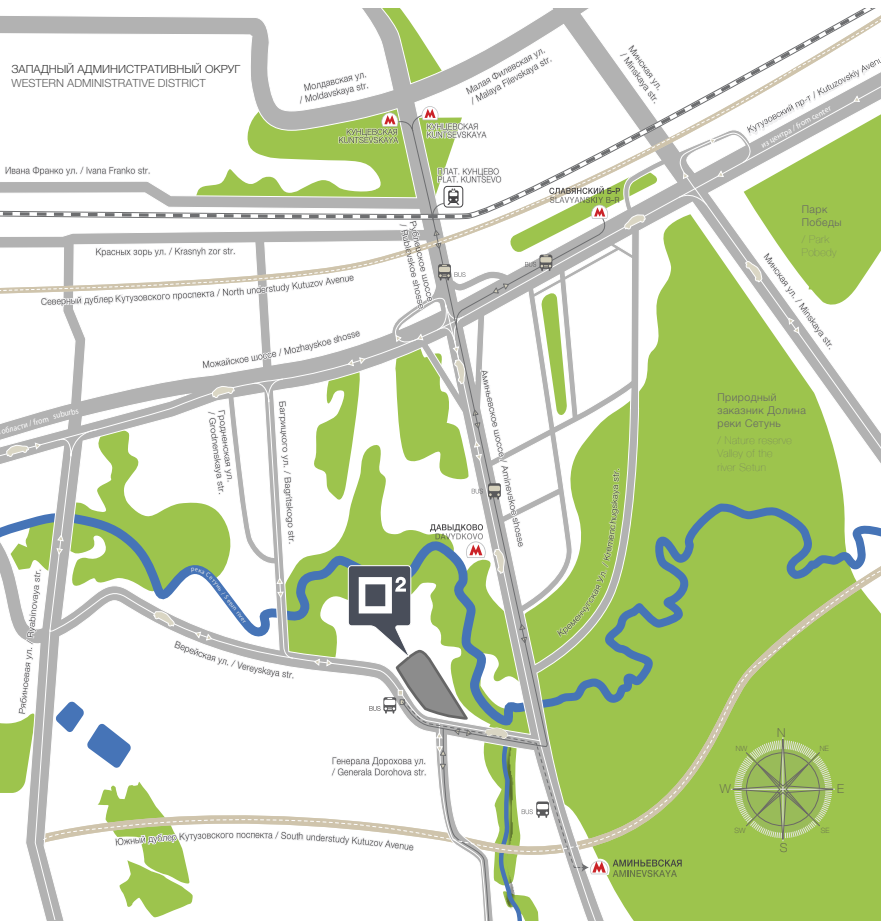 ЗАПАДНЫЙ АДМИНИСТРАТИВНЫЙ ОКРУГ
WESTERN ADMINISTRATIVE DISTRICT
Молдавская ул.
/ Moldavskaya str.
Малая Филевская ул.
/ Malaya Filevskaya str.
Минская ул.
/ Minskaya str.
Кутузовский пр-т / Kutuzovskiy Avenue
из центра / from center
М
КУНЦЕВСКАЯ
KUNTSEVSKAYA
М
КУНЦЕВСКАЯ
KUNTSEVSKAYA
Ивана Франко ул. / Ivana Franko str.
ПЛАТ. КУНЦЕВО
PLAT. KUNTSEVO
СЛАВЯНСКИЙ Б-Р
SLAVYANSKIY B-R
М
Парк
Победы
/ Park
Pobedy
Красных зорь ул. / Krasnyh zor str.
Рублевское шоссе
/ Rublevskoe shosse
BUS
BUS
Минская ул. / Minskaya str.
Северный дублер Кутузовского проспекта / North understudy Kutuzov Avenue
Можайское шоссе / Mozhayskoe shosse
области / from suburbs
Гродненская ул.
/ Grodnenskaya str.
Багрицкого ул. / Bagritskogo str.
Аминьевское шоссе / Aminevskoe shosse
Природный
заказник Долина
реки Сетунь
/ Nature reserve
Valley of the
river Setun
BUS
ДАВЫДКОВО
DAVYDKOVO
М
Кременчугская ул. / Kremenchugskaya str.
река Сетунь / Setun river
2
Рябиновая ул. / Ryabinovaya str.
Верейская ул. / Vereyskaya str.
BUS
Генерала Дорохова ул.
/ Generala Dorohova str.
N
NW
NE
W
E
SW
SE
S
BUS
Южный дублер Кутузовского поспекта / South understudy Kutuzov Avenue
М
АМИНЬЕВСКАЯ
AMINEVSKAYA